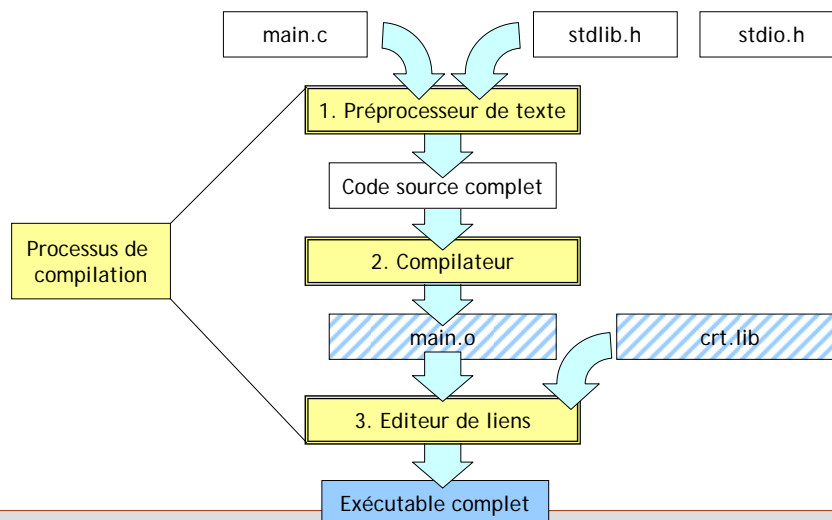 main.c
stdlib.h
stdio.h
1. Préprocesseur de texte
Code source complet
Processus de
compilation
2. Compilateur
main.o
crt.lib
3. Editeur de liens
Exécutable complet